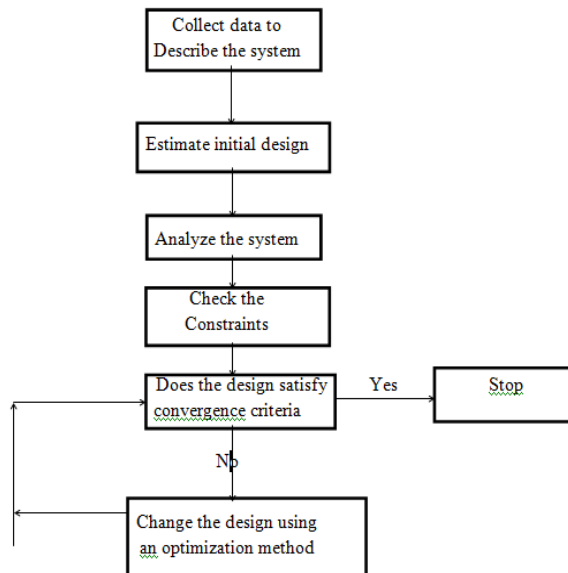 Collect data to
Describe the system
Estimate initial design
Analyze the system
Check the
Constraints
Does the design satisfy
convergence criteria
Yes
Stop
No
Change the design using
an optimization method